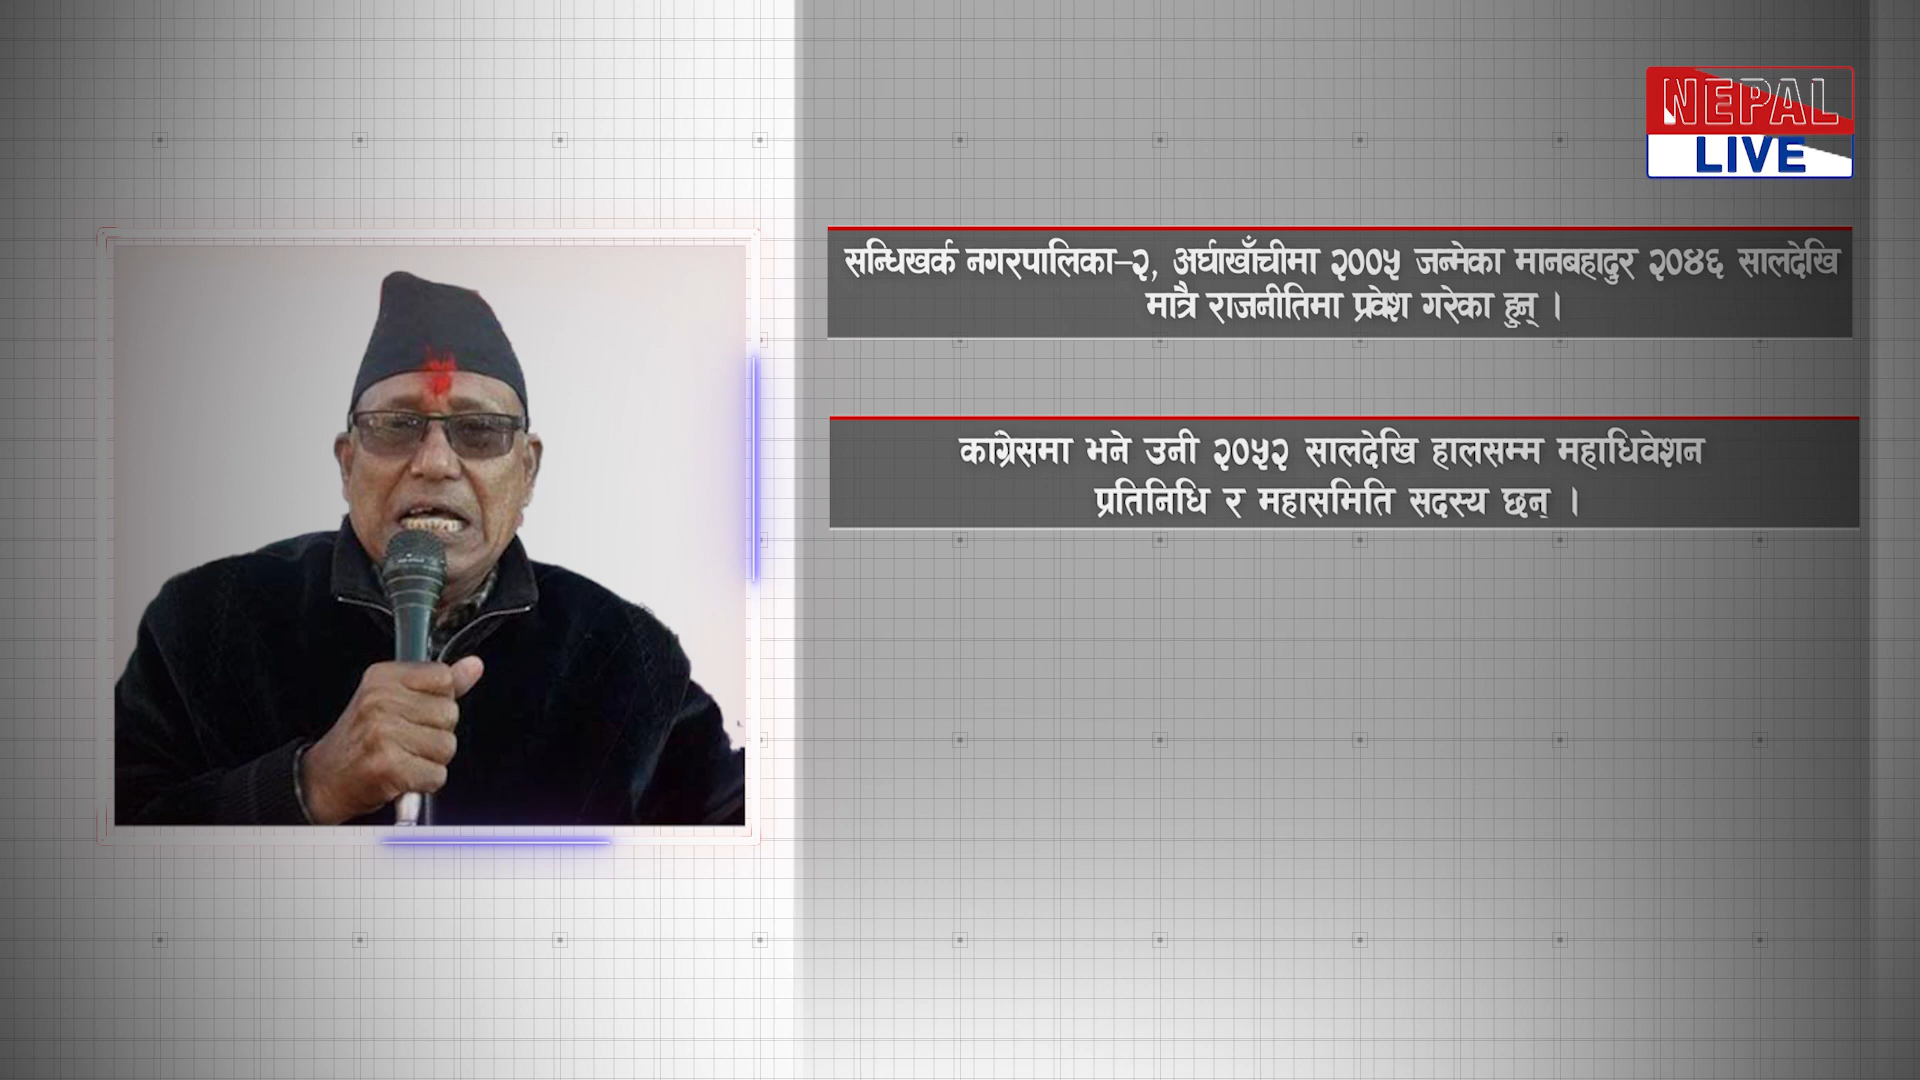 NEPAL
LIVE
सन्धिखर्क नगरपालिका–२, अर्घाखाँचीमा २००५ जन्मेका मानबहादुर २०४६ सालदेखि
मात्रै राजनीतिमा प्रवेश गरेका हुन् ।
कांग्रेसमा भने उनी २०५२ सालदेखि हालसम्म महाधिवेशन
प्रतिनिधि र महासमिति सदस्य छन् ।